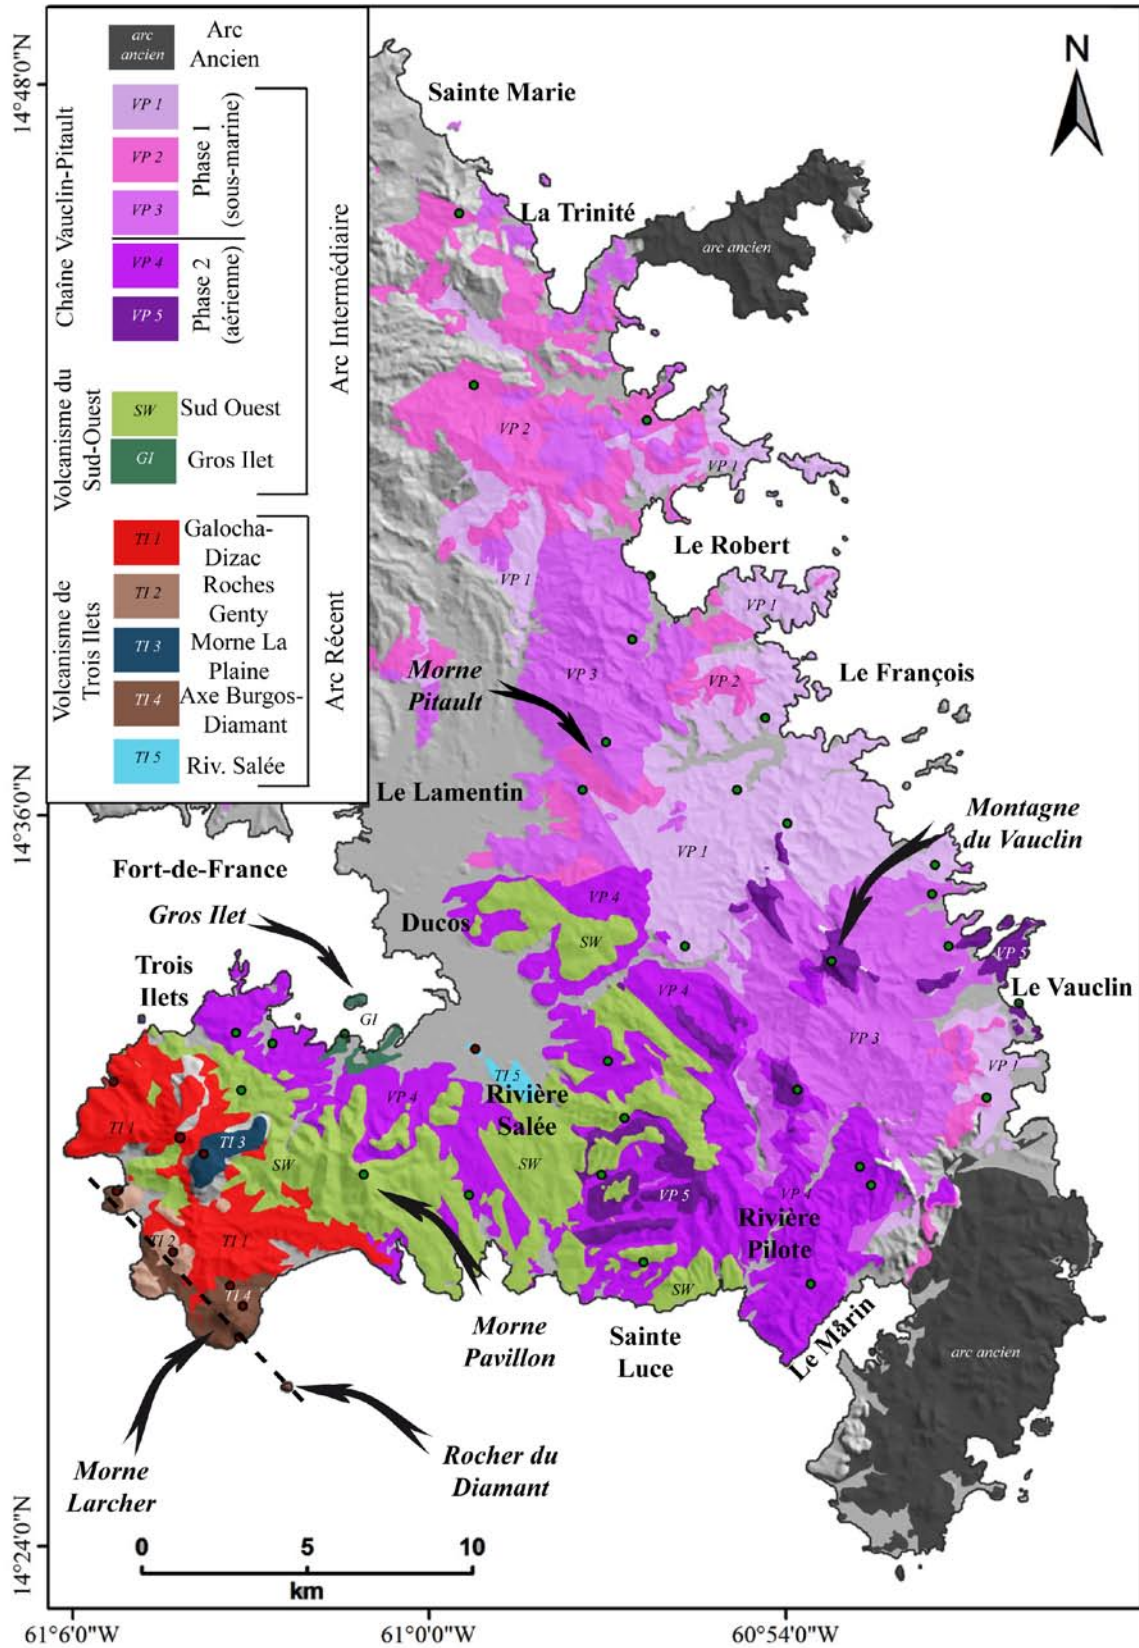 14°48'0"N
14°36'0"N
14°24'0"N
61°6'0"W
61°0'0"W
60°54'0"W
Chaîne Vauclin-Pitault
Volcanisme du
Sud-Ouest
Volcanisme de
Trois Ilets
arc
ancien
Arc
Ancien
VP 1
VP 2
VP 3
VP 4
VP 5
Phase 1
(sous-marine)
Phase 2
(aérienne)
Arc Intermédiaire
SW
Sud Ouest
GI
Gros Ilet
TI 1
Galocha-
Dizac
TI 2
Roches
Genty
TI 3
Morne La
Plaine
TI 4
Axe Burgos-
Diamant
TI 5
Riv. Salée
Arc Récent
N
Sainte Marie
La Trinité
arc ancien
VP 2
VP 1
Le Robert
VP 1
VP 1
VP 3
Morne
Pitault
VP 2
Le François
Le Lamentin
Montagne
du Vauclin
VP 1
Fort-de-France
VP 4
Gros Ilet
Ducos
SW
Trois
Ilets
VP 5
Le Vauclin
GI
VP 4
VP 3
VP 1
TI 5
Rivière
Salée
VP 4
TI 1
TI 3
SW
SW
VP 5
VP 4
Rivière
Pilote
TI 2
TI 1
TI 4
SW
Morne
Pavillon
Sainte
Luce
Le Marin
arc ancien
Morne
Larcher
Rocher du
Diamant
0
5
10
km